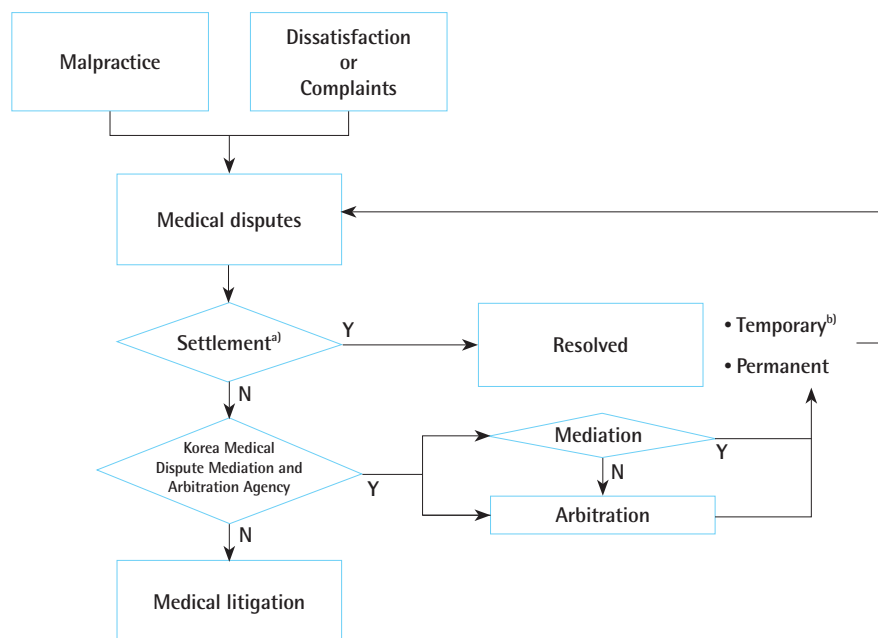 Malpractice
Dissatisfaction
or
Complaints
Medical disputes
Settlementa)
Y
Resolved
• Temporaryb)
• Permanent
N
Korea Medical
Dispute Mediation and
Arbitration Agency
Y
Mediation
Y
N
Arbitration
N
Medical litigation